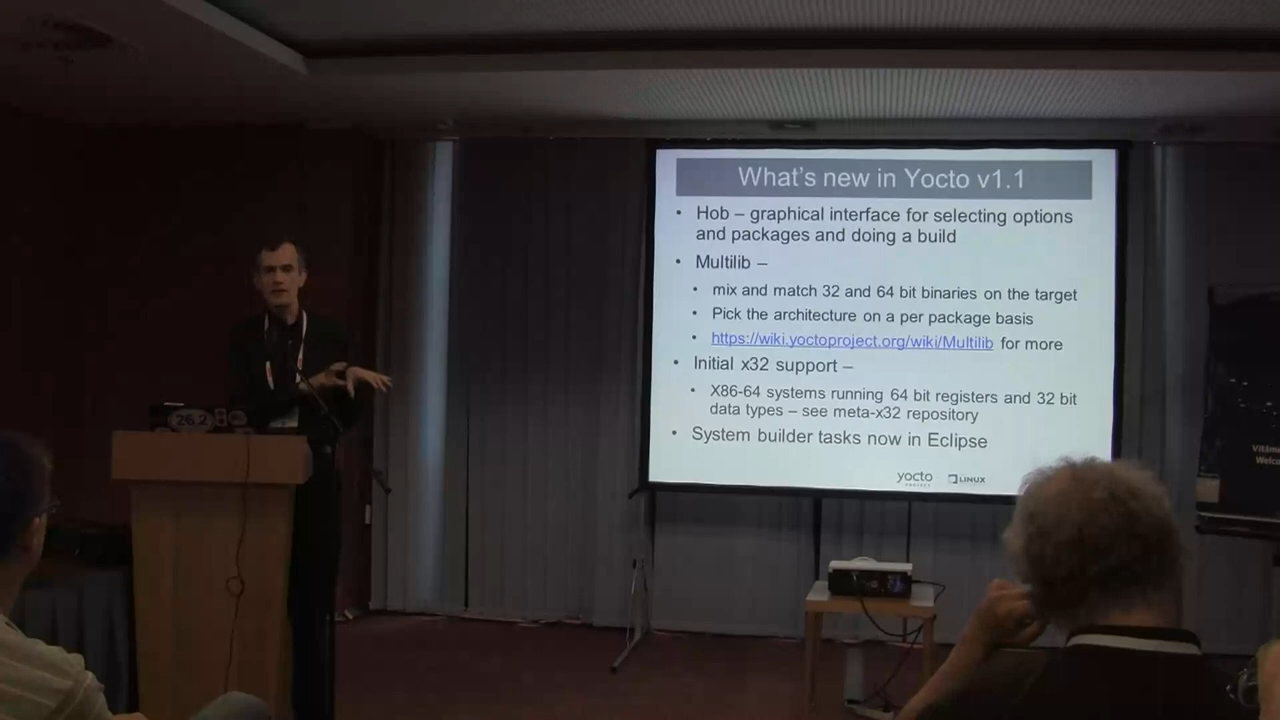 What's new in Yocto v1.1
• Hob – graphical interface for selecting options
and packages and doing a build
• Multilib –
• mix and match 32 and 64 bit binaries on the target
• Pick the architecture on a per package basis
• https://wiki.yoctoproject.org/wiki/Multilib for more
• Initial x32 support –
• X86-64 systems running 64 bit registers and 32 bit
data types – see meta-x32 repository
• System builder tasks now in Eclipse
yocto
PROJECT
LINUX
26.2